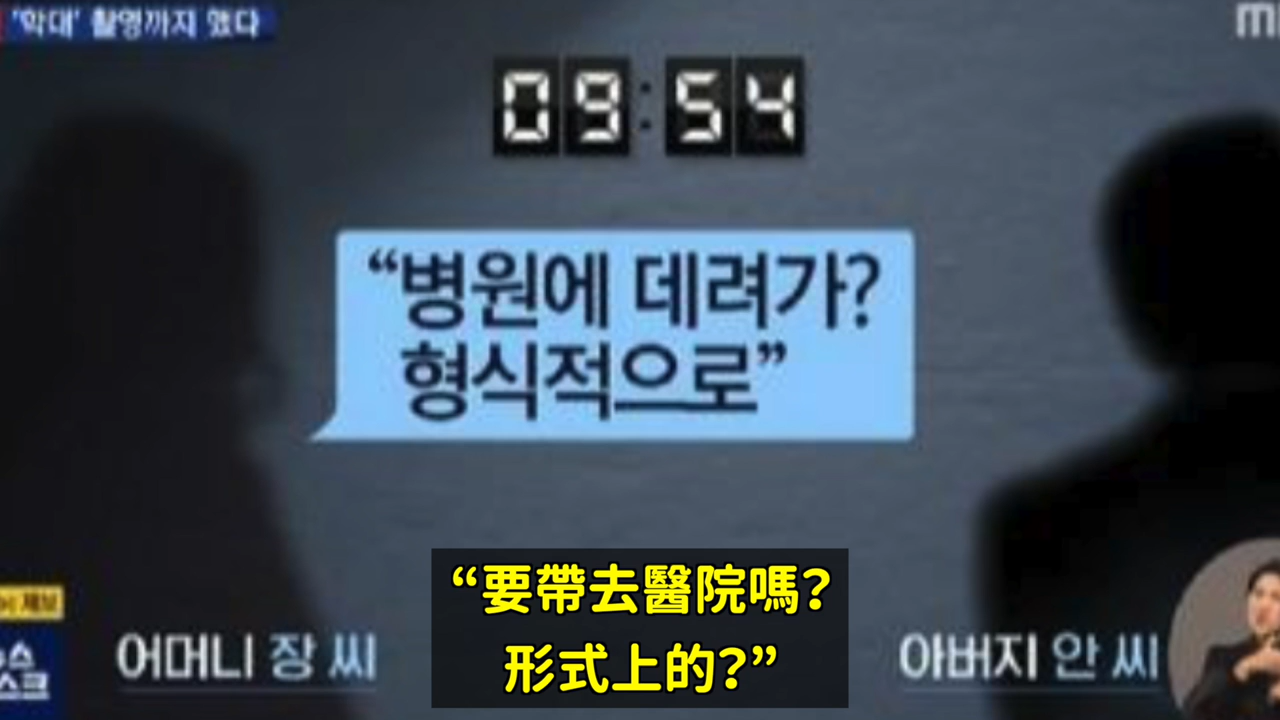 '학대' 촬영까지 했다
09:54
“병원에 데려가?
형식적으로”
“要帶去醫院嗎？
形式上的？”
제보
어머니 장 씨
아버지 안 씨